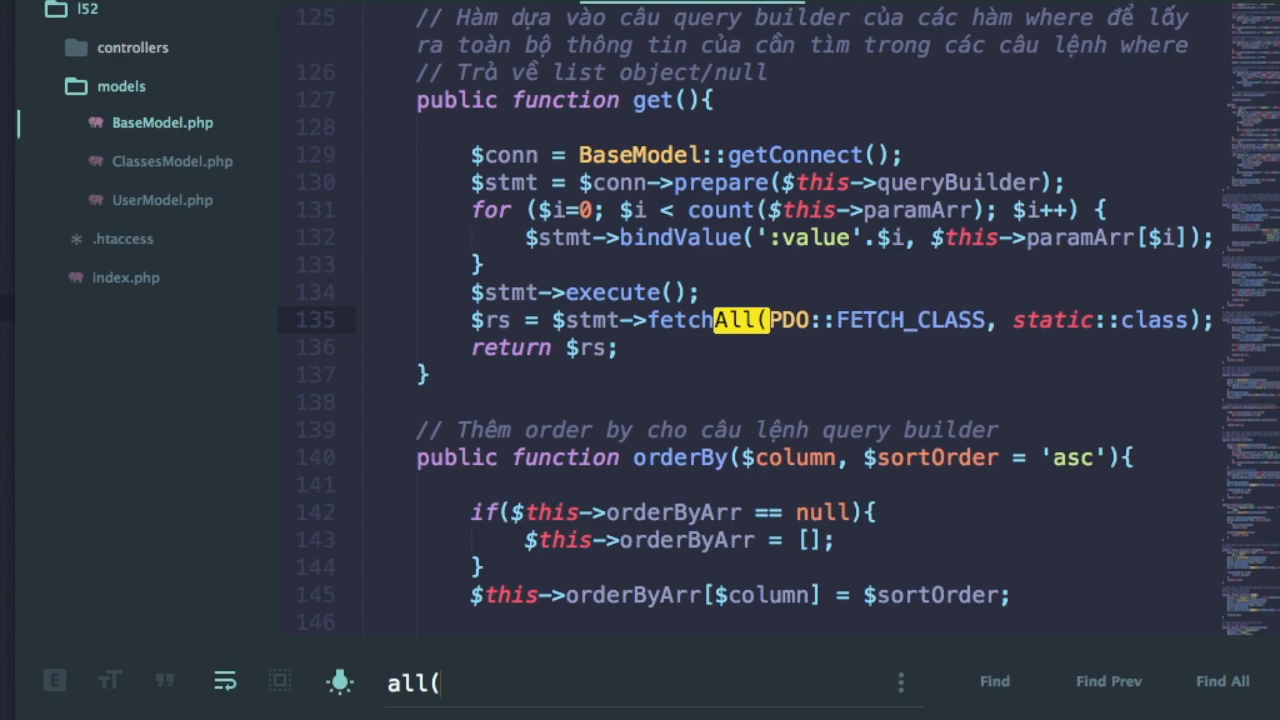 l52
controllers
models
BaseModel.php
ClassesModel.php
UserModel.php
.htaccess
index.php
125 // Hàm dựa vào câu query builder của các hàm where để lấy
ra toàn bộ thông tin của cần tìm trong các câu lệnh where
126 // Trả về list object/null
127 public function get(){
128
129 $conn = BaseModel::getConnect();
130 $stmt = $conn->prepare($this->queryBuilder);
131 for ($i=0; $i < count($this->paramArr); $i++) {
132 $stmt->bindValue(':value'.$i, $this->paramArr[$i]);
133 }
134 $stmt->execute();
135 $rs = $stmt->fetchAll(PDO::FETCH_CLASS, static::class);
136 return $rs;
137 }
138
139 // Thêm order by cho câu lệnh query builder
140 public function orderBy($column, $sortOrder = 'asc'){
141
142 if($this->orderByArr == null){
143 $this->orderByArr = [];
144 }
145 $this->orderByArr[$column] = $sortOrder;
146
all(
Find
Find Prev
Find All